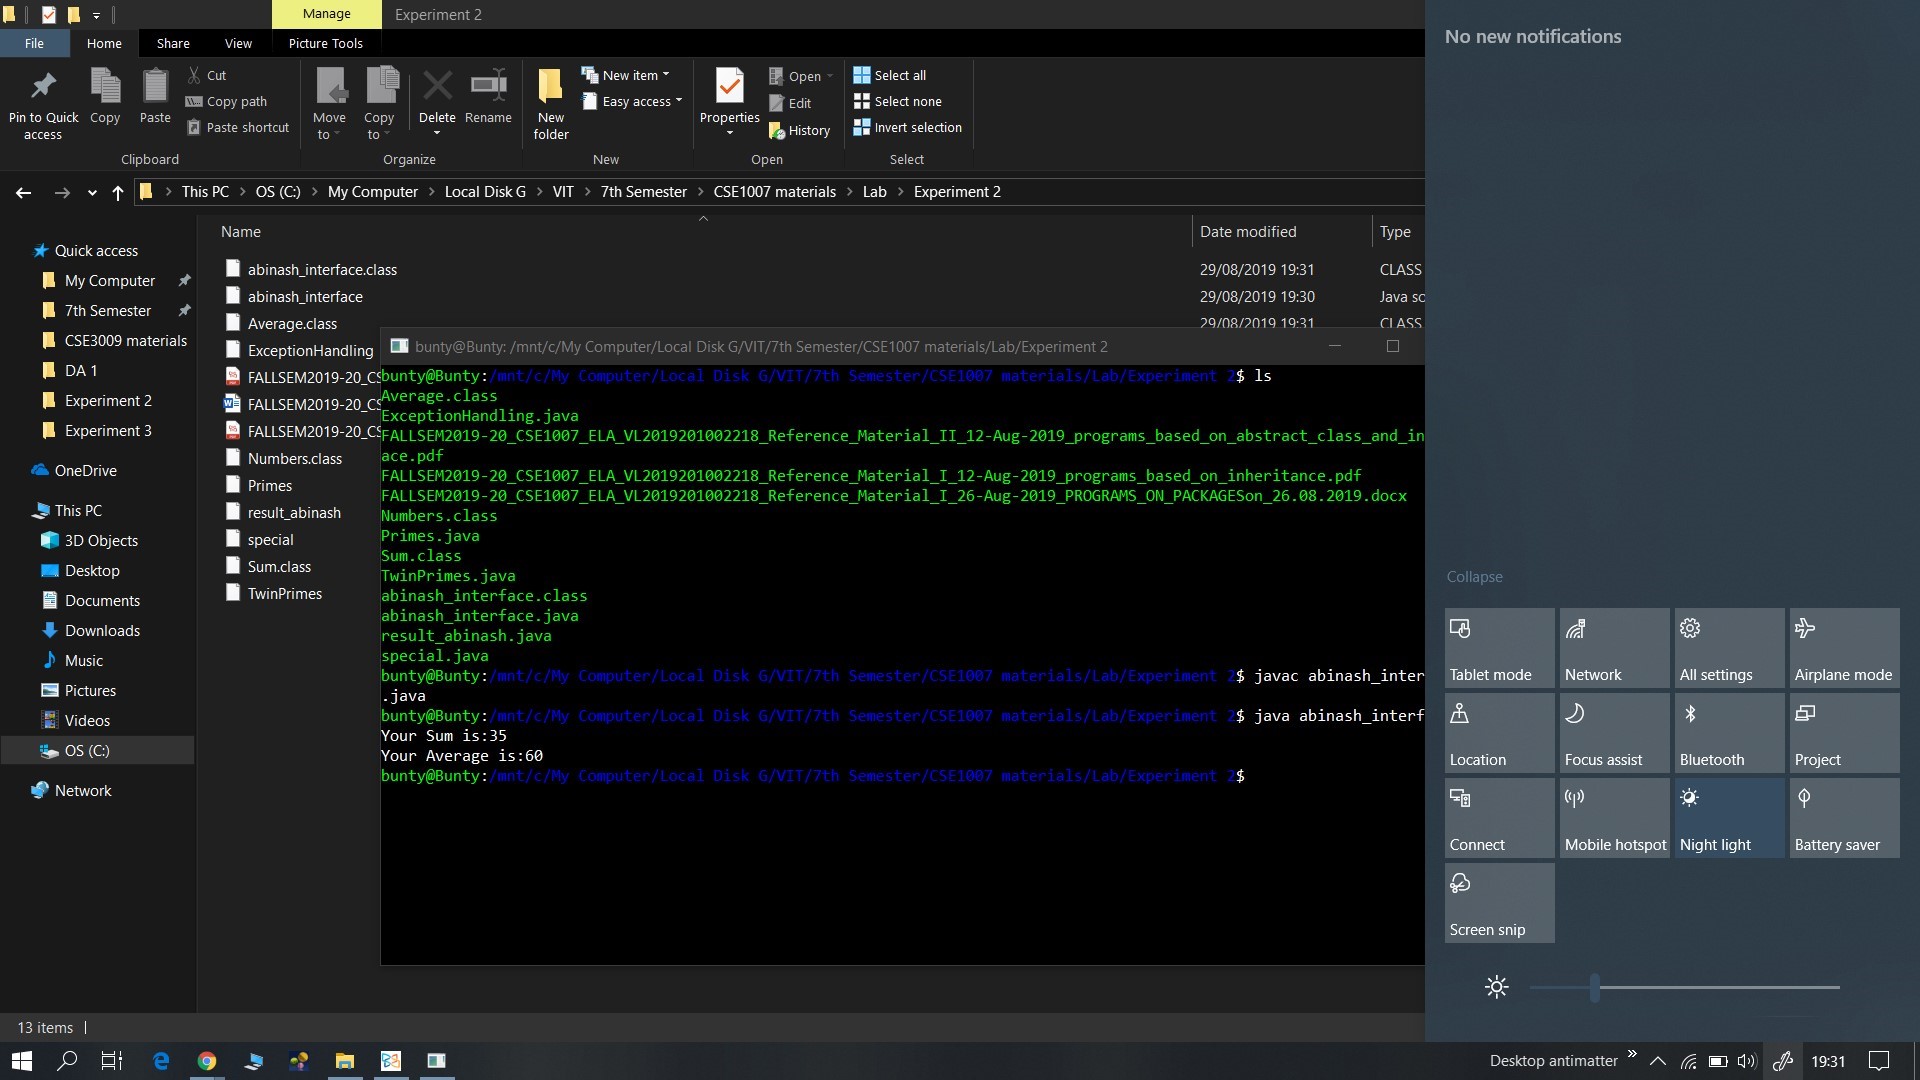 Manage
Experiment 2
File
Home
Share
View
Picture Tools
Pin to Quick access
Copy
Paste
Cut
Copy path
Paste shortcut
Clipboard
Move to
Copy to
Delete
Rename
Organize
New folder
New item
Easy access
New
Properties
Open
Edit
History
Open
Select all
Select none
Invert selection
Select
This PC > OS (C:) > My Computer > Local Disk G > VIT > 7th Semester > CSE1007 materials > Lab > Experiment 2
Quick access
My Computer
7th Semester
CSE3009 materials
DA 1
Experiment 2
Experiment 3
OneDrive
This PC
3D Objects
Desktop
Documents
Downloads
Music
Pictures
Videos
OS (C:)
Network
Name Date modified Type
abinash_interface.class 29/08/2019 19:31 CLASS
abinash_interface 29/08/2019 19:30 Java so
Average.class 29/08/2019 19:31 CLASS
ExceptionHandling
FALLSEM2019-20_CS
FALLSEM2019-20_CS
FALLSEM2019-20_CS
Numbers.class
Primes
result_abinash
special
Sum.class
TwinPrimes
bunty@Bunty: /mnt/c/My Computer/Local Disk G/VIT/7th Semester/CSE1007 materials/Lab/Experiment 2
bunty@Bunty:/mnt/c/My Computer/Local Disk G/VIT/7th Semester/CSE1007 materials/Lab/Experiment 2$ ls
Average.class
ExceptionHandling.java
FALLSEM2019-20_CSE1007_ELA_VL2019201002218_Reference_Material_II_12-Aug-2019_programs_based_on_abstract_class_and_in
ace.pdf
FALLSEM2019-20_CSE1007_ELA_VL2019201002218_Reference_Material_I_12-Aug-2019_programs_based_on_inheritance.pdf
FALLSEM2019-20_CSE1007_ELA_VL2019201002218_Reference_Material_I_26-Aug-2019_PROGRAMS_ON_PACKAGESon_26.08.2019.docx
Numbers.class
Primes.java
Sum.class
TwinPrimes.java
abinash_interface.class
abinash_interface.java
result_abinash.java
special.java
bunty@Bunty:/mnt/c/My Computer/Local Disk G/VIT/7th Semester/CSE1007 materials/Lab/Experiment 2$ javac abinash_inter
.java
bunty@Bunty:/mnt/c/My Computer/Local Disk G/VIT/7th Semester/CSE1007 materials/Lab/Experiment 2$ java abinash_interf
Your Sum is:35
Your Average is:60
bunty@Bunty:/mnt/c/My Computer/Local Disk G/VIT/7th Semester/CSE1007 materials/Lab/Experiment 2$
13 items
No new notifications
Collapse
Tablet mode
Network
All settings
Airplane mode
Location
Focus assist
Bluetooth
Project
Connect
Mobile hotspot
Night light
Battery saver
Screen snip
Desktop antimatter
19:31